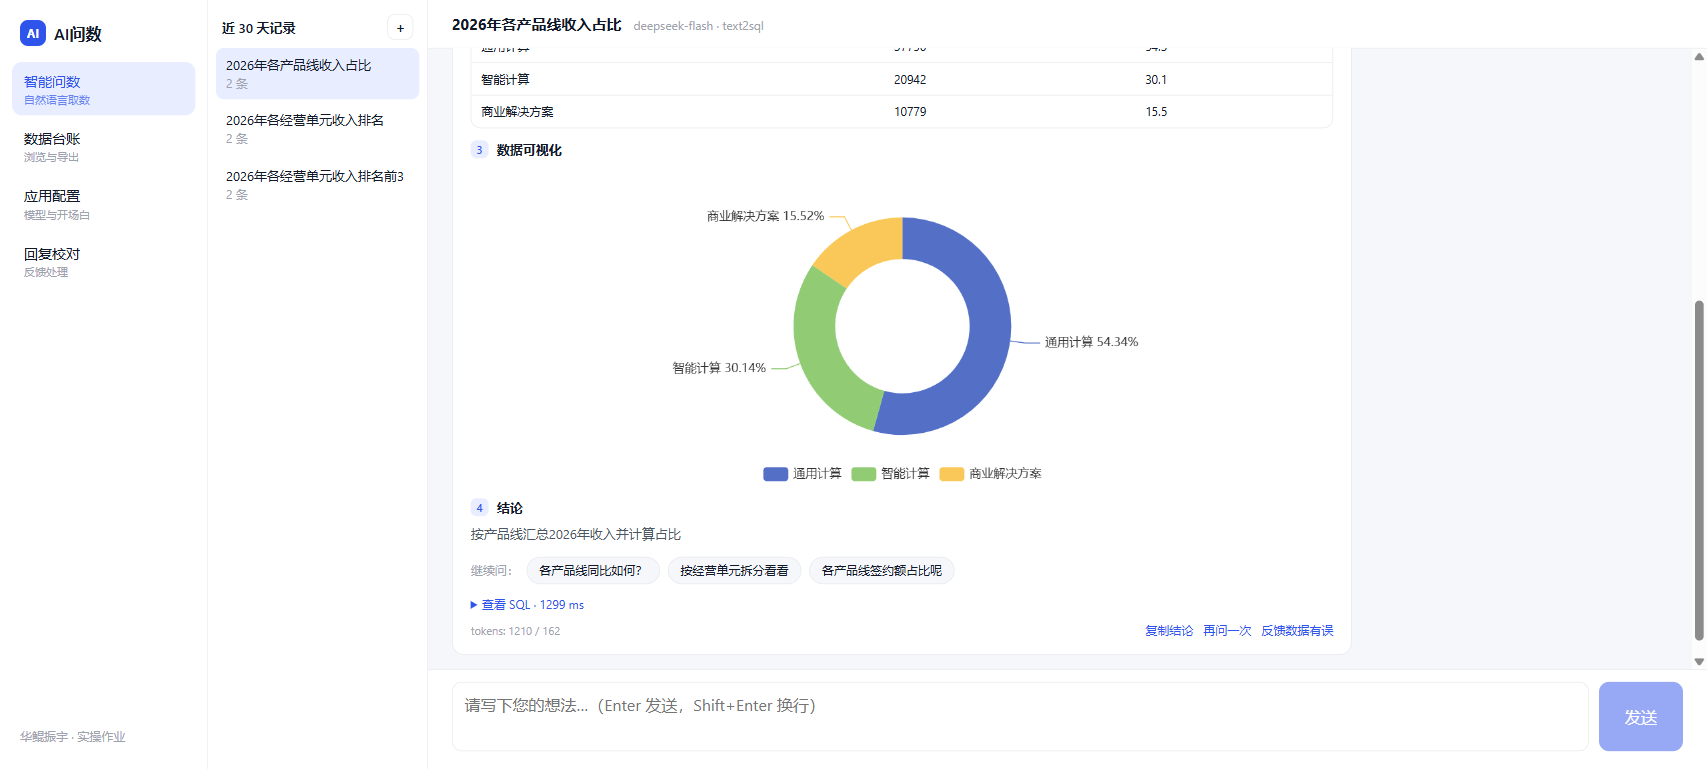 AI AI问数
智能问数
自然语言取数
数据台账
浏览与导出
应用配置
模型与开场白
回复校对
反馈处理
华鲲振宇 · 实操作业
近 30 天记录 +
2026年各产品线收入占比
2 条
2026年各经营单元收入排名
2 条
2026年各经营单元收入排名前3
2 条
2026年各产品线收入占比 deepseek-flash · text2sql
智能计算 20942 30.1
商业解决方案 10779 15.5
3 数据可视化
商业解决方案 15.52%
通用计算 54.34%
智能计算 30.14%
通用计算 智能计算 商业解决方案
4 结论
按产品线汇总2026年收入并计算占比
继续问: 各产品线同比如何? 按经营单元拆分看看 各产品线签约额占比呢
▶ 查看 SQL · 1299 ms
tokens: 1210 / 162 复制结论 再问一次 反馈数据有误
请写下您的想法...（Enter 发送，Shift+Enter 换行） 发送